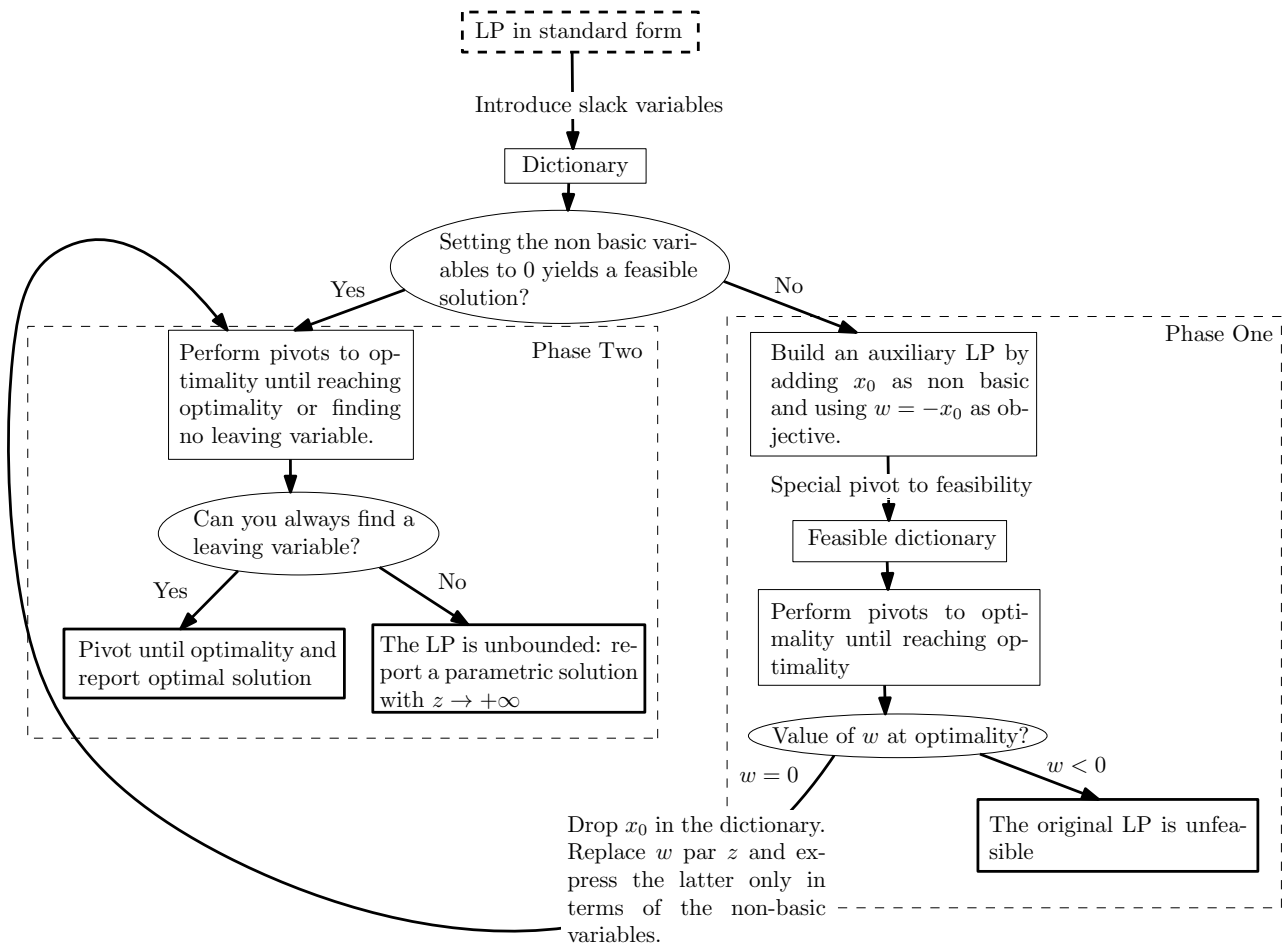 LP in standard form
Introduce slack variables
Dictionary
Setting the non basic vari-
ables to 0 yields a feasible
solution?
Yes
No
Phase Two
Perform pivots to op-
timality until reaching
optimality or finding
no leaving variable.
Can you always find a
leaving variable?
Yes
No
Pivot until optimality and
report optimal solution
The LP is unbounded: re-
port a parametric solution
with z → +∞
Phase One
Build an auxiliary LP by
adding x₀ as non basic
and using w = −x₀ as ob-
jective.
Special pivot to feasibility
Feasible dictionary
Perform pivots to opti-
mality until reaching op-
timality
Value of w at optimality?
w = 0
w < 0
Drop x₀ in the dictionary.
Replace w par z and ex-
press the latter only in
terms of the non-basic
variables.
The original LP is unfea-
sible